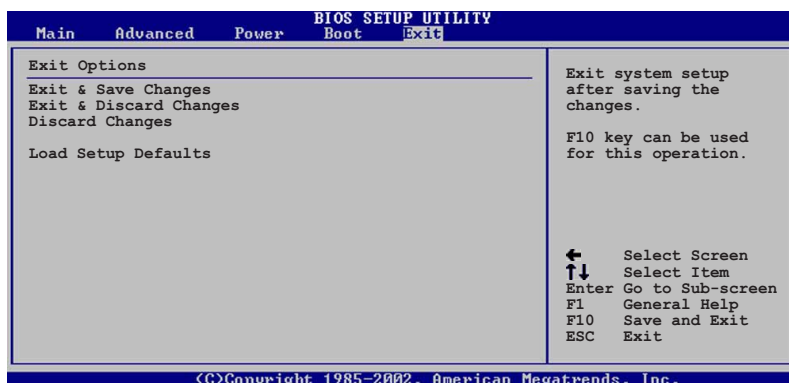 BIOS SETUP UTILITY
Main Advanced Power Boot Exit
Exit Options
Exit & Save Changes
Exit & Discard Changes
Discard Changes
Load Setup Defaults
Exit system setup
after saving the
changes.
F10 key can be used
for this operation.
← Select Screen
↑↓ Select Item
Enter Go to Sub-screen
F1 General Help
F10 Save and Exit
ESC Exit
(C)Copyright 1985-2002, American Megatrends, Inc.